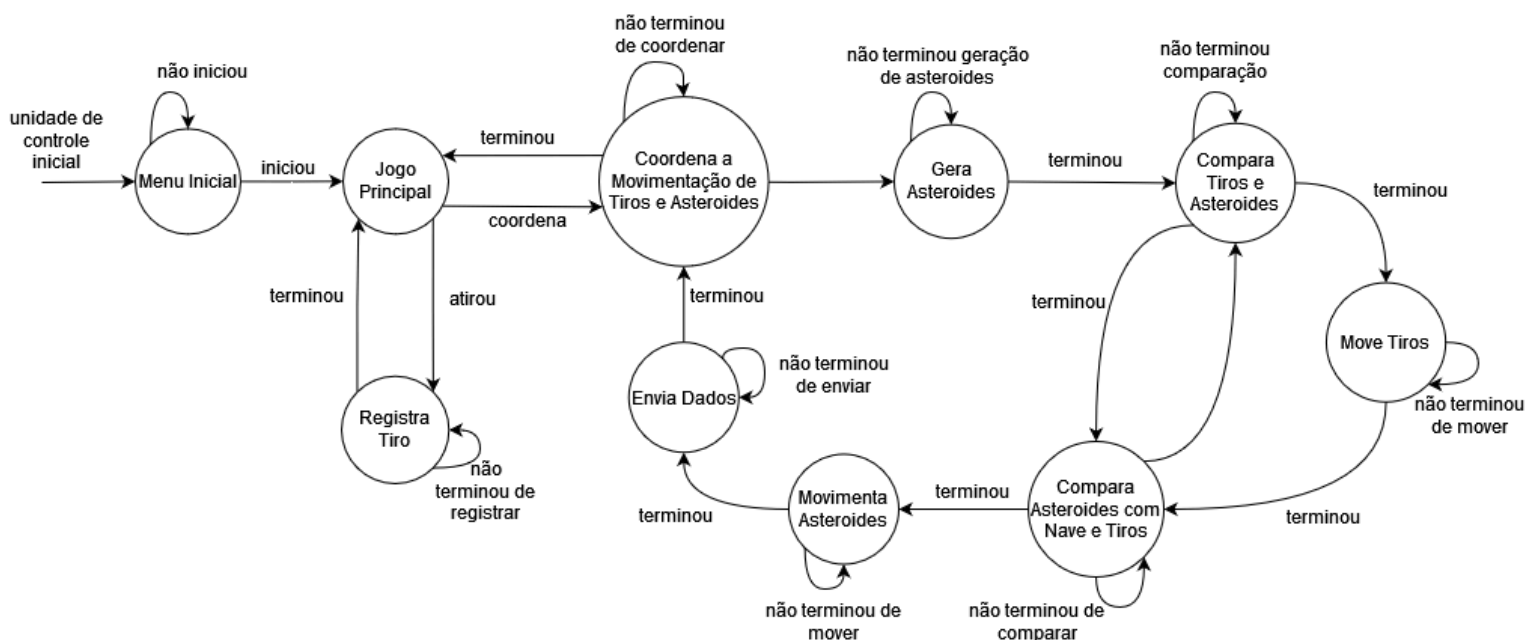 não terminou
de coordenar
não iniciou
não terminou geração
de asteroides
não terminou
comparação
unidade de
controle
inicial
Menu Inicial
iniciou
Jogo
Principal
terminou
coordena
Coordena a
Movimentação de
Tiros e Asteroides
Gera
Asteroides
terminou
Compara
Tiros e
Asteroides
terminou
terminou
atirou
terminou
terminou
Move Tiros
não terminou
de mover
Registra
Tiro
não
terminou de
registrar
Envia Dados
não terminou
de enviar
terminou
Movimenta
Asteroides
não terminou de
mover
terminou
Compara
Asteroides com
Nave e Tiros
não terminou de
comparar
terminou